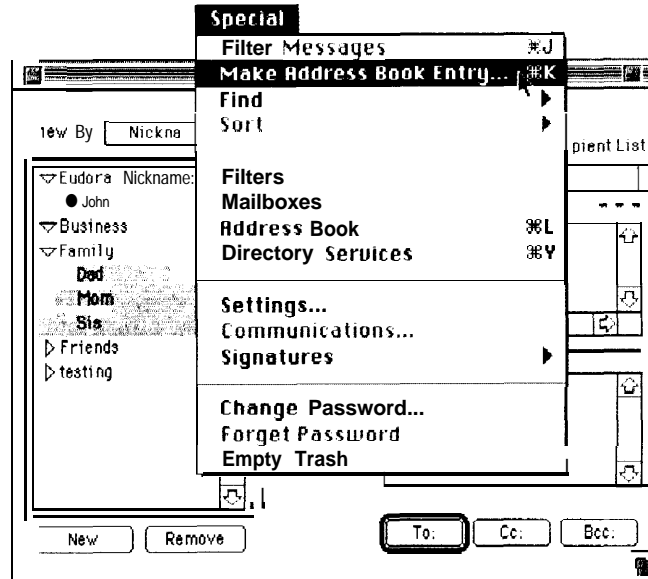 Special
Filter Messages ⌘J
Make Address Book Entry... ⌘K
Find
Sort
Filters
Mailboxes
Address Book ⌘L
Directory Services ⌘Y
Settings...
Communications...
Signatures
Change Password...
Forget Password
Empty Trash
iew By Nickna
Eudora Nickname:
John
Business
Family
Dad
Mom
Sis
Friends
testing
New Remove
pient List
To: Cc: Bcc: